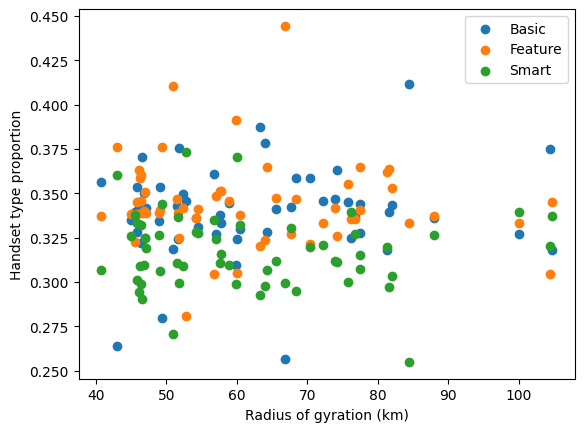 Basic
Feature
Smart
Handset type proportion
0.450
0.425
0.400
0.375
0.350
0.325
0.300
0.275
0.250
40 50 60 70 80 90 100
Radius of gyration (km)